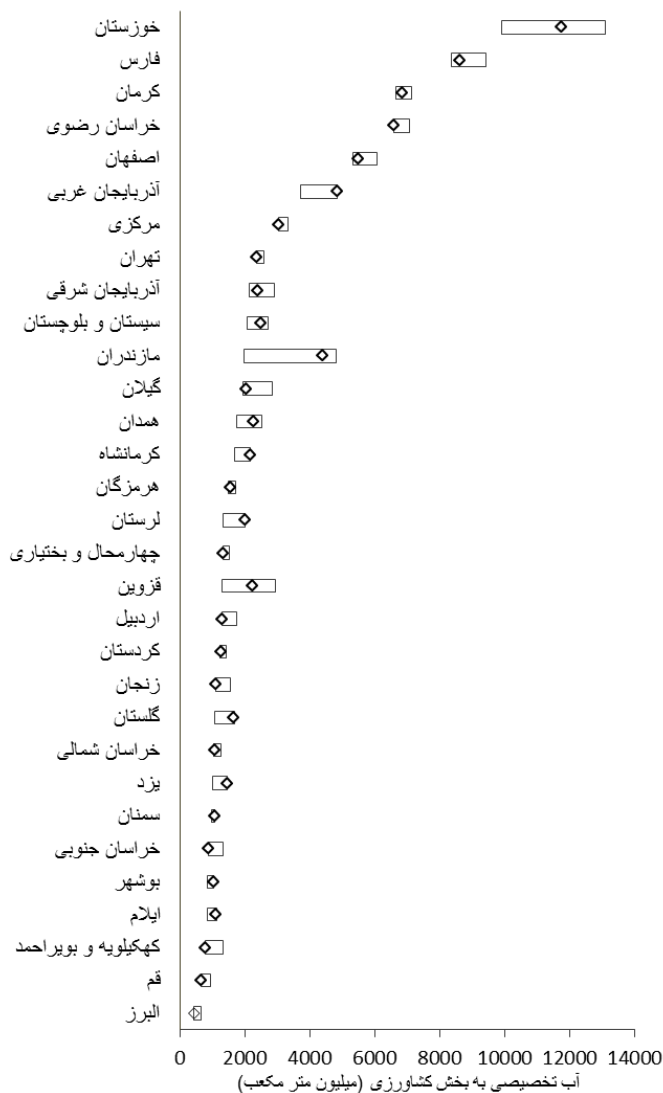 خوزستان
فارس
کرمان
خراسان رضوی
اصفهان
آذربایجان غربی
مرکزی
تهران
آذربایجان شرقی
سیستان و بلوچستان
مازندران
گیلان
همدان
کرمانشاه
هرمزگان
لرستان
چهارمحال و بختیاری
قزوین
اردبیل
کردستان
زنجان
گلستان
خراسان شمالی
یزد
سمنان
خراسان جنوبی
بوشهر
ایلام
کهکیلویه و بویراحمد
قم
البرز
0 2000 4000 6000 8000 10000 12000 14000
آب تخصیصی به بخش کشاورزی (میلیون متر مکعب)